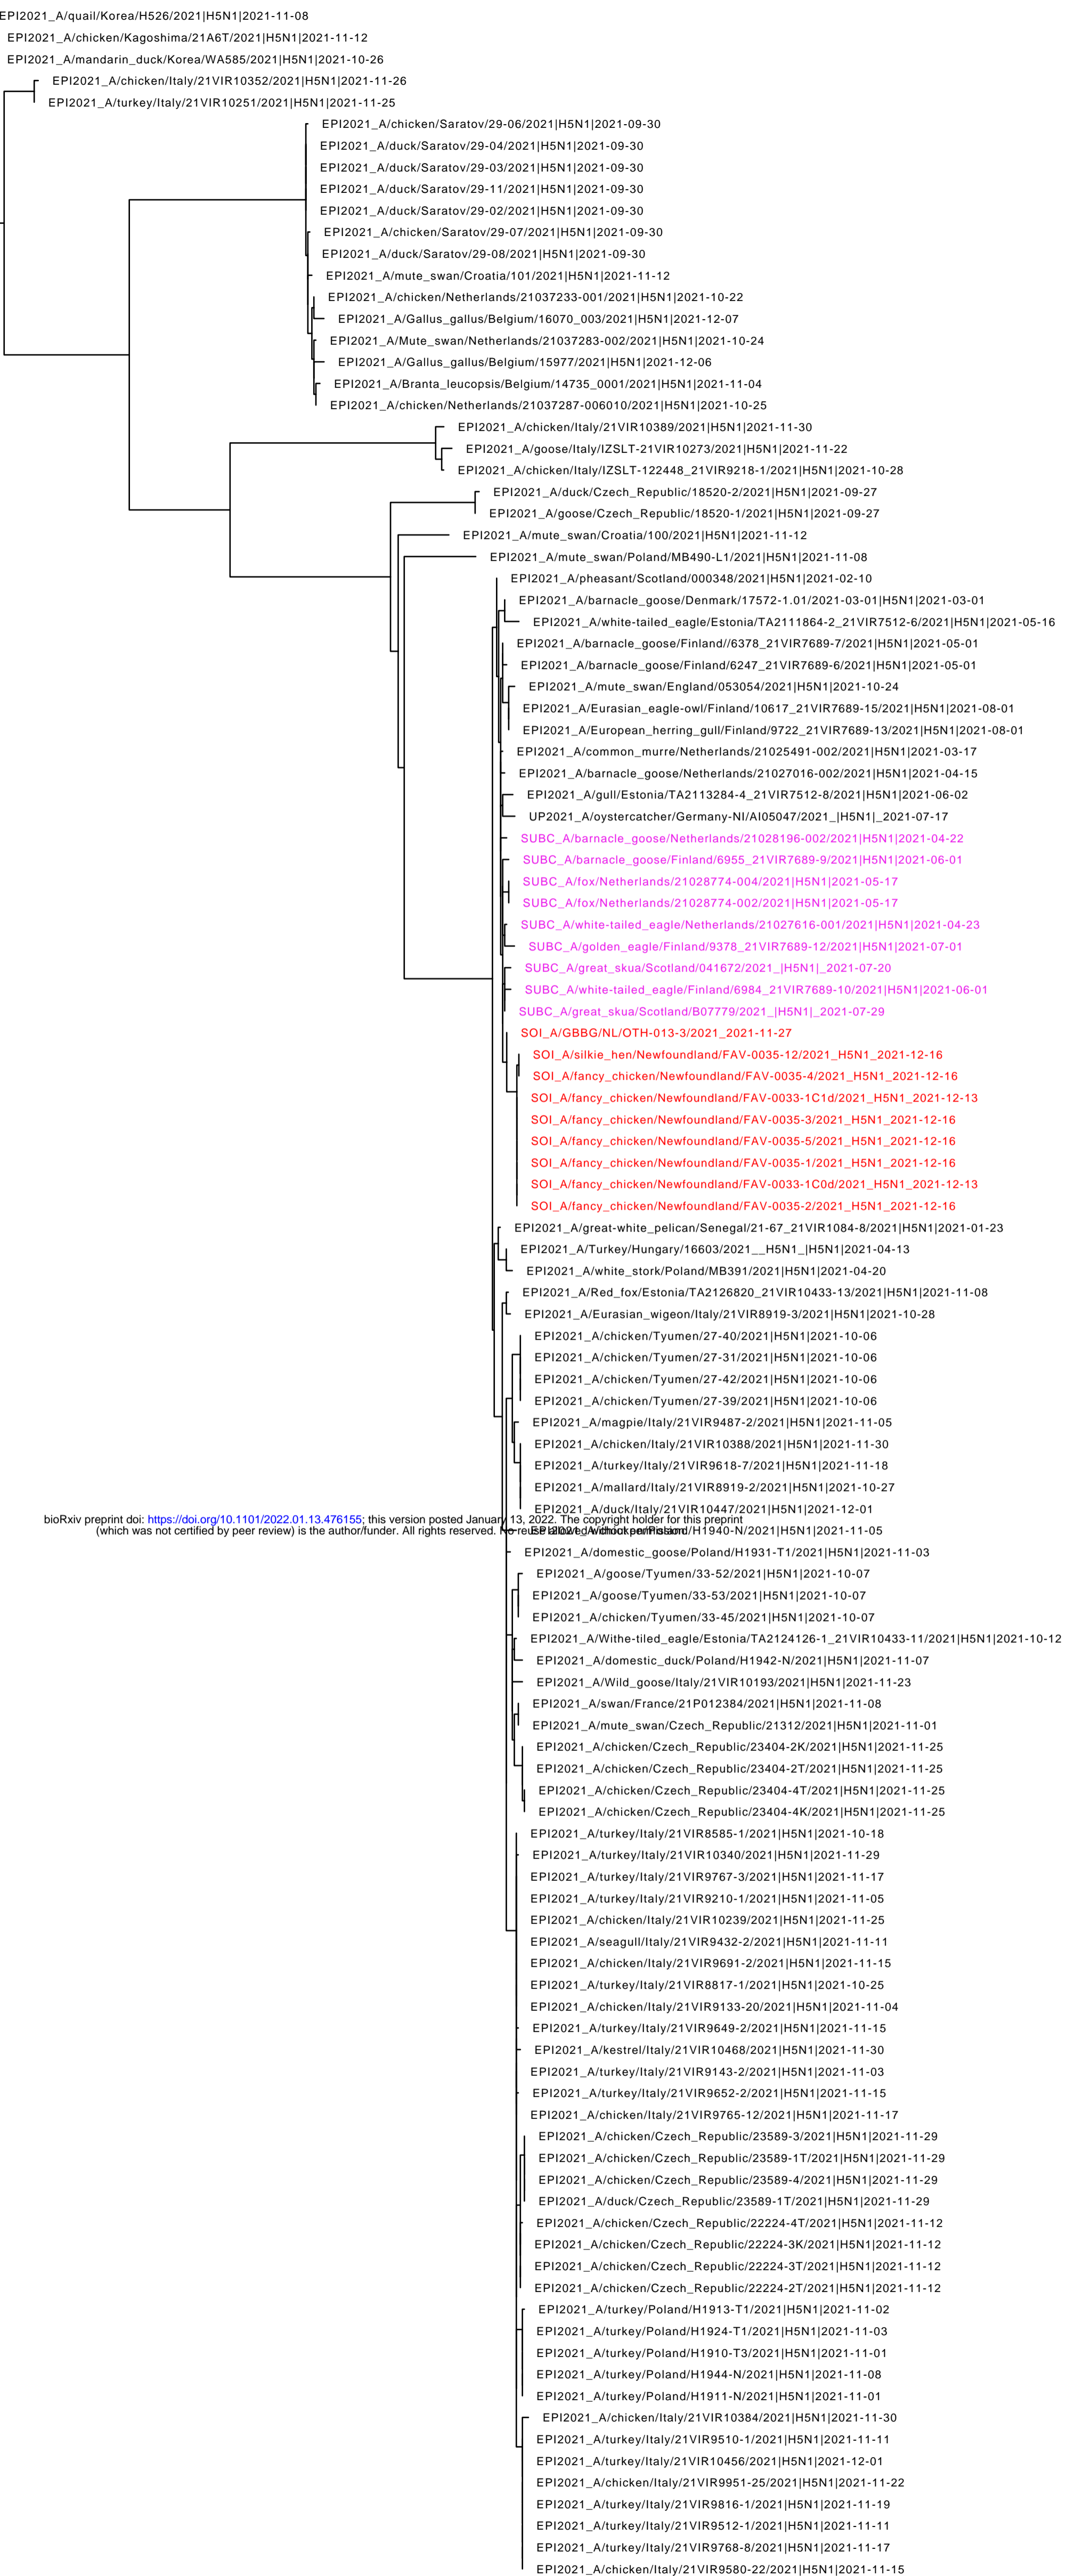 EPI2021_A/quail/Korea/H526/2021|H5N1|2021-11-08
EPI2021_A/chicken/Kagoshima/21A6T/2021|H5N1|2021-11-12
EPI2021_A/mandarin_duck/Korea/WA585/2021|H5N1|2021-10-26
EPI2021_A/chicken/Italy/21VIR10352/2021|H5N1|2021-11-26
EPI2021_A/turkey/Italy/21VIR10251/2021|H5N1|2021-11-25
EPI2021_A/chicken/Saratov/29-06/2021|H5N1|2021-09-30
EPI2021_A/duck/Saratov/29-04/2021|H5N1|2021-09-30
EPI2021_A/duck/Saratov/29-03/2021|H5N1|2021-09-30
EPI2021_A/duck/Saratov/29-11/2021|H5N1|2021-09-30
EPI2021_A/duck/Saratov/29-02/2021|H5N1|2021-09-30
EPI2021_A/chicken/Saratov/29-07/2021|H5N1|2021-09-30
EPI2021_A/duck/Saratov/29-08/2021|H5N1|2021-09-30
EPI2021_A/mute_swan/Croatia/101/2021|H5N1|2021-11-12
EPI2021_A/chicken/Netherlands/21037233-001/2021|H5N1|2021-10-22
EPI2021_A/Gallus_gallus/Belgium/16070_003/2021|H5N1|2021-12-07
EPI2021_A/Mute_swan/Netherlands/21037283-002/2021|H5N1|2021-10-24
EPI2021_A/Gallus_gallus/Belgium/15977/2021|H5N1|2021-12-06
EPI2021_A/Branta_leucopsis/Belgium/14735_0001/2021|H5N1|2021-11-04
EPI2021_A/chicken/Netherlands/21037287-006010/2021|H5N1|2021-10-25
EPI2021_A/chicken/Italy/21VIR10389/2021|H5N1|2021-11-30
EPI2021_A/goose/Italy/IZSLT-21VIR10273/2021|H5N1|2021-11-22
EPI2021_A/chicken/Italy/IZSLT-122448_21VIR9218-1/2021|H5N1|2021-10-28
EPI2021_A/duck/Czech_Republic/18520-2/2021|H5N1|2021-09-27
EPI2021_A/goose/Czech_Republic/18520-1/2021|H5N1|2021-09-27
EPI2021_A/mute_swan/Croatia/100/2021|H5N1|2021-11-12
EPI2021_A/mute_swan/Poland/MB490-L1/2021|H5N1|2021-11-08
EPI2021_A/pheasant/Scotland/000348/2021|H5N1|2021-02-10
EPI2021_A/barnacle_goose/Denmark/17572-1.01/2021-03-01|H5N1|2021-03-01
EPI2021_A/white-tailed_eagle/Estonia/TA2111864-2_21VIR7512-6/2021|H5N1|2021-05-16
EPI2021_A/barnacle_goose/Finland//6378_21VIR7689-7/2021|H5N1|2021-05-01
EPI2021_A/barnacle_goose/Finland/6247_21VIR7689-6/2021|H5N1|2021-05-01
EPI2021_A/mute_swan/England/053054/2021|H5N1|2021-10-24
EPI2021_A/Eurasian_eagle-owl/Finland/10617_21VIR7689-15/2021|H5N1|2021-08-01
EPI2021_A/European_herring_gull/Finland/9722_21VIR7689-13/2021|H5N1|2021-08-01
EPI2021_A/common_murre/Netherlands/21025491-002/2021|H5N1|2021-03-17
EPI2021_A/barnacle_goose/Netherlands/21027016-002/2021|H5N1|2021-04-15
EPI2021_A/gull/Estonia/TA2113284-4_21VIR7512-8/2021|H5N1|2021-06-02
UP2021_A/oystercatcher/Germany-NI/AI05047/2021_|H5N1|_2021-07-17
SUBC_A/barnacle_goose/Netherlands/21028196-002/2021|H5N1|2021-04-22
SUBC_A/barnacle_goose/Finland/6955_21VIR7689-9/2021|H5N1|2021-06-01
SUBC_A/fox/Netherlands/21028774-004/2021|H5N1|2021-05-17
SUBC_A/fox/Netherlands/21028774-002/2021|H5N1|2021-05-17
SUBC_A/white-tailed_eagle/Netherlands/21027616-001/2021|H5N1|2021-04-23
SUBC_A/golden_eagle/Finland/9378_21VIR7689-12/2021|H5N1|2021-07-01
SUBC_A/great_skua/Scotland/041672/2021_|H5N1|_2021-07-20
SUBC_A/white-tailed_eagle/Finland/6984_21VIR7689-10/2021|H5N1|2021-06-01
SUBC_A/great_skua/Scotland/B07779/2021_|H5N1|_2021-07-29
SOI_A/GBBG/NL/OTH-013-3/2021_2021-11-27
SOI_A/silkie_hen/Newfoundland/FAV-0035-12/2021_H5N1_2021-12-16
SOI_A/fancy_chicken/Newfoundland/FAV-0035-4/2021_H5N1_2021-12-16
SOI_A/fancy_chicken/Newfoundland/FAV-0033-1C1d/2021_H5N1_2021-12-13
SOI_A/fancy_chicken/Newfoundland/FAV-0035-3/2021_H5N1_2021-12-16
SOI_A/fancy_chicken/Newfoundland/FAV-0035-5/2021_H5N1_2021-12-16
SOI_A/fancy_chicken/Newfoundland/FAV-0035-1/2021_H5N1_2021-12-16
SOI_A/fancy_chicken/Newfoundland/FAV-0033-1C0d/2021_H5N1_2021-12-13
SOI_A/fancy_chicken/Newfoundland/FAV-0035-2/2021_H5N1_2021-12-16
EPI2021_A/great-white_pelican/Senegal/21-67_21VIR1084-8/2021|H5N1|2021-01-23
EPI2021_A/Turkey/Hungary/16603/2021__H5N1_|H5N1|2021-04-13
EPI2021_A/white_stork/Poland/MB391/2021|H5N1|2021-04-20
EPI2021_A/Red_fox/Estonia/TA2126820_21VIR10433-13/2021|H5N1|2021-11-08
EPI2021_A/Eurasian_wigeon/Italy/21VIR8919-3/2021|H5N1|2021-10-28
EPI2021_A/chicken/Tyumen/27-40/2021|H5N1|2021-10-06
EPI2021_A/chicken/Tyumen/27-31/2021|H5N1|2021-10-06
EPI2021_A/chicken/Tyumen/27-42/2021|H5N1|2021-10-06
EPI2021_A/chicken/Tyumen/27-39/2021|H5N1|2021-10-06
EPI2021_A/magpie/Italy/21VIR9487-2/2021|H5N1|2021-11-05
EPI2021_A/chicken/Italy/21VIR10388/2021|H5N1|2021-11-30
EPI2021_A/turkey/Italy/21VIR9618-7/2021|H5N1|2021-11-18
EPI2021_A/mallard/Italy/21VIR8919-2/2021|H5N1|2021-10-27
EPI2021_A/duck/Italy/21VIR10447/2021|H5N1|2021-12-01
bioRxiv preprint doi: https://doi.org/10.1101/2022.01.13.476155; this version posted January 13, 2022. The copyright holder for this preprint
(which was not certified by peer review) is the author/funder. All rights reserved. No reuse allowed without permission.
EPI2021_A/chicken/Poland/H1940-N/2021|H5N1|2021-11-05
EPI2021_A/domestic_goose/Poland/H1931-T1/2021|H5N1|2021-11-03
EPI2021_A/goose/Tyumen/33-52/2021|H5N1|2021-10-07
EPI2021_A/goose/Tyumen/33-53/2021|H5N1|2021-10-07
EPI2021_A/chicken/Tyumen/33-45/2021|H5N1|2021-10-07
EPI2021_A/Withe-tiled_eagle/Estonia/TA2124126-1_21VIR10433-11/2021|H5N1|2021-10-12
EPI2021_A/domestic_duck/Poland/H1942-N/2021|H5N1|2021-11-07
EPI2021_A/Wild_goose/Italy/21VIR10193/2021|H5N1|2021-11-23
EPI2021_A/swan/France/21P012384/2021|H5N1|2021-11-08
EPI2021_A/mute_swan/Czech_Republic/21312/2021|H5N1|2021-11-01
EPI2021_A/chicken/Czech_Republic/23404-2K/2021|H5N1|2021-11-25
EPI2021_A/chicken/Czech_Republic/23404-2T/2021|H5N1|2021-11-25
EPI2021_A/chicken/Czech_Republic/23404-4T/2021|H5N1|2021-11-25
EPI2021_A/chicken/Czech_Republic/23404-4K/2021|H5N1|2021-11-25
EPI2021_A/turkey/Italy/21VIR8585-1/2021|H5N1|2021-10-18
EPI2021_A/turkey/Italy/21VIR10340/2021|H5N1|2021-11-29
EPI2021_A/turkey/Italy/21VIR9767-3/2021|H5N1|2021-11-17
EPI2021_A/turkey/Italy/21VIR9210-1/2021|H5N1|2021-11-05
EPI2021_A/chicken/Italy/21VIR10239/2021|H5N1|2021-11-25
EPI2021_A/seagull/Italy/21VIR9432-2/2021|H5N1|2021-11-11
EPI2021_A/chicken/Italy/21VIR9691-2/2021|H5N1|2021-11-15
EPI2021_A/turkey/Italy/21VIR8817-1/2021|H5N1|2021-10-25
EPI2021_A/chicken/Italy/21VIR9133-20/2021|H5N1|2021-11-04
EPI2021_A/turkey/Italy/21VIR9649-2/2021|H5N1|2021-11-15
EPI2021_A/kestrel/Italy/21VIR10468/2021|H5N1|2021-11-30
EPI2021_A/turkey/Italy/21VIR9143-2/2021|H5N1|2021-11-03
EPI2021_A/turkey/Italy/21VIR9652-2/2021|H5N1|2021-11-15
EPI2021_A/chicken/Italy/21VIR9765-12/2021|H5N1|2021-11-17
EPI2021_A/chicken/Czech_Republic/23589-3/2021|H5N1|2021-11-29
EPI2021_A/chicken/Czech_Republic/23589-1T/2021|H5N1|2021-11-29
EPI2021_A/chicken/Czech_Republic/23589-4/2021|H5N1|2021-11-29
EPI2021_A/duck/Czech_Republic/23589-1T/2021|H5N1|2021-11-29
EPI2021_A/chicken/Czech_Republic/22224-4T/2021|H5N1|2021-11-12
EPI2021_A/chicken/Czech_Republic/22224-3K/2021|H5N1|2021-11-12
EPI2021_A/chicken/Czech_Republic/22224-3T/2021|H5N1|2021-11-12
EPI2021_A/chicken/Czech_Republic/22224-2T/2021|H5N1|2021-11-12
EPI2021_A/turkey/Poland/H1913-T1/2021|H5N1|2021-11-02
EPI2021_A/turkey/Poland/H1924-T1/2021|H5N1|2021-11-03
EPI2021_A/turkey/Poland/H1910-T3/2021|H5N1|2021-11-01
EPI2021_A/turkey/Poland/H1944-N/2021|H5N1|2021-11-08
EPI2021_A/turkey/Poland/H1911-N/2021|H5N1|2021-11-01
EPI2021_A/chicken/Italy/21VIR10384/2021|H5N1|2021-11-30
EPI2021_A/turkey/Italy/21VIR9510-1/2021|H5N1|2021-11-11
EPI2021_A/turkey/Italy/21VIR10456/2021|H5N1|2021-12-01
EPI2021_A/chicken/Italy/21VIR9951-25/2021|H5N1|2021-11-22
EPI2021_A/turkey/Italy/21VIR9816-1/2021|H5N1|2021-11-19
EPI2021_A/turkey/Italy/21VIR9512-1/2021|H5N1|2021-11-11
EPI2021_A/turkey/Italy/21VIR9768-8/2021|H5N1|2021-11-17
EPI2021_A/chicken/Italy/21VIR9580-22/2021|H5N1|2021-11-15